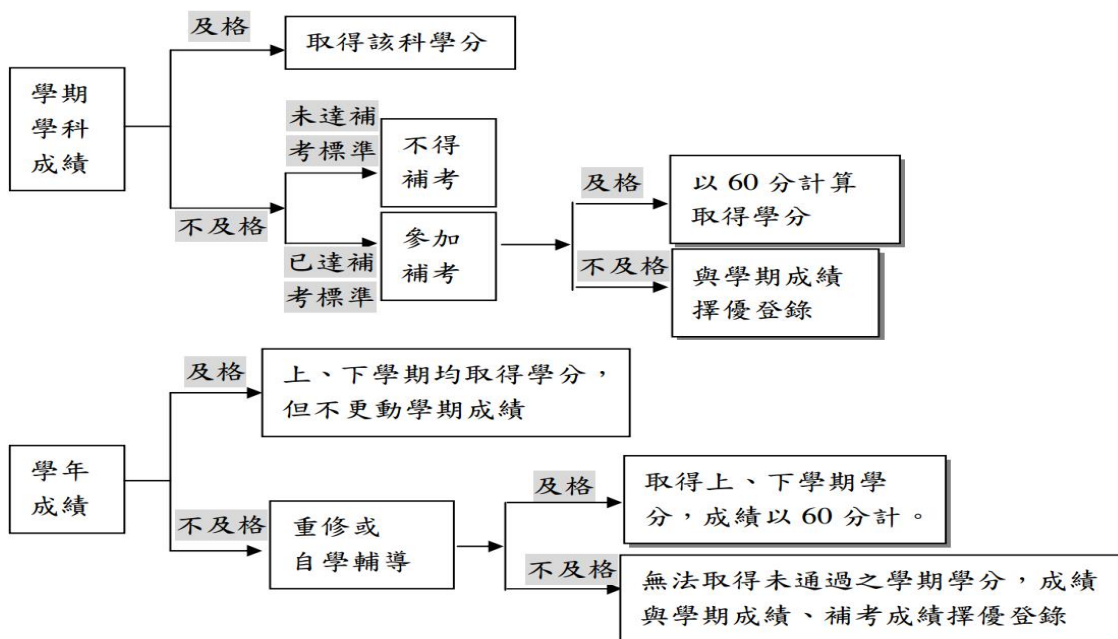 及格
取得該科學分
學期
學科
成績
未達補
考標準
不得
補考
不及格
已達補
考標準
參加
補考
及格
以 60 分計算
取得學分
不及格
與學期成績
擇優登錄
及格
上、下學期均取得學分，
但不更動學期成績
學年
成績
不及格
重修或
自學輔導
及格
取得上、下學期學
分，成績以 60 分計。
不及格
無法取得未通過之學期學分，成績
與學期成績、補考成績擇優登錄